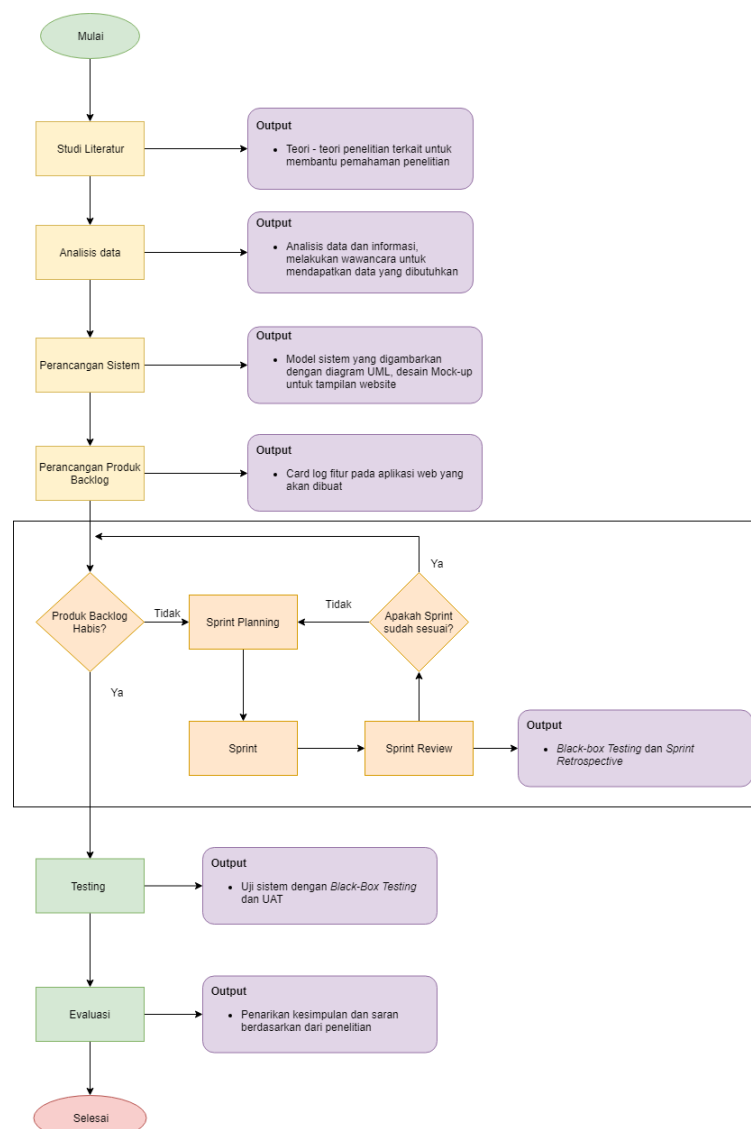 Mulai
Studi Literatur
Output
• Teori - teori penelitian terkait untuk
membantu pemahaman penelitian
Analisis data
Output
• Analisis data dan informasi,
melakukan wawancara untuk
mendapatkan data yang dibutuhkan
Perancangan Sistem
Output
• Model sistem yang digambarkan
dengan diagram UML, desain Mock-up
untuk tampilan website
Perancangan Produk
Backlog
Output
• Card log fitur pada aplikasi web yang
akan dibuat
Ya
Produk Backlog
Habis?
Tidak
Sprint Planning
Tidak
Apakah Sprint
sudah sesuai?
Ya
Sprint
Sprint Review
Output
• Black-box Testing dan Sprint
Retrospective
Testing
Output
• Uji sistem dengan Black-Box Testing
dan UAT
Evaluasi
Output
• Penarikan kesimpulan dan saran
berdasarkan dari penelitian
Selesai